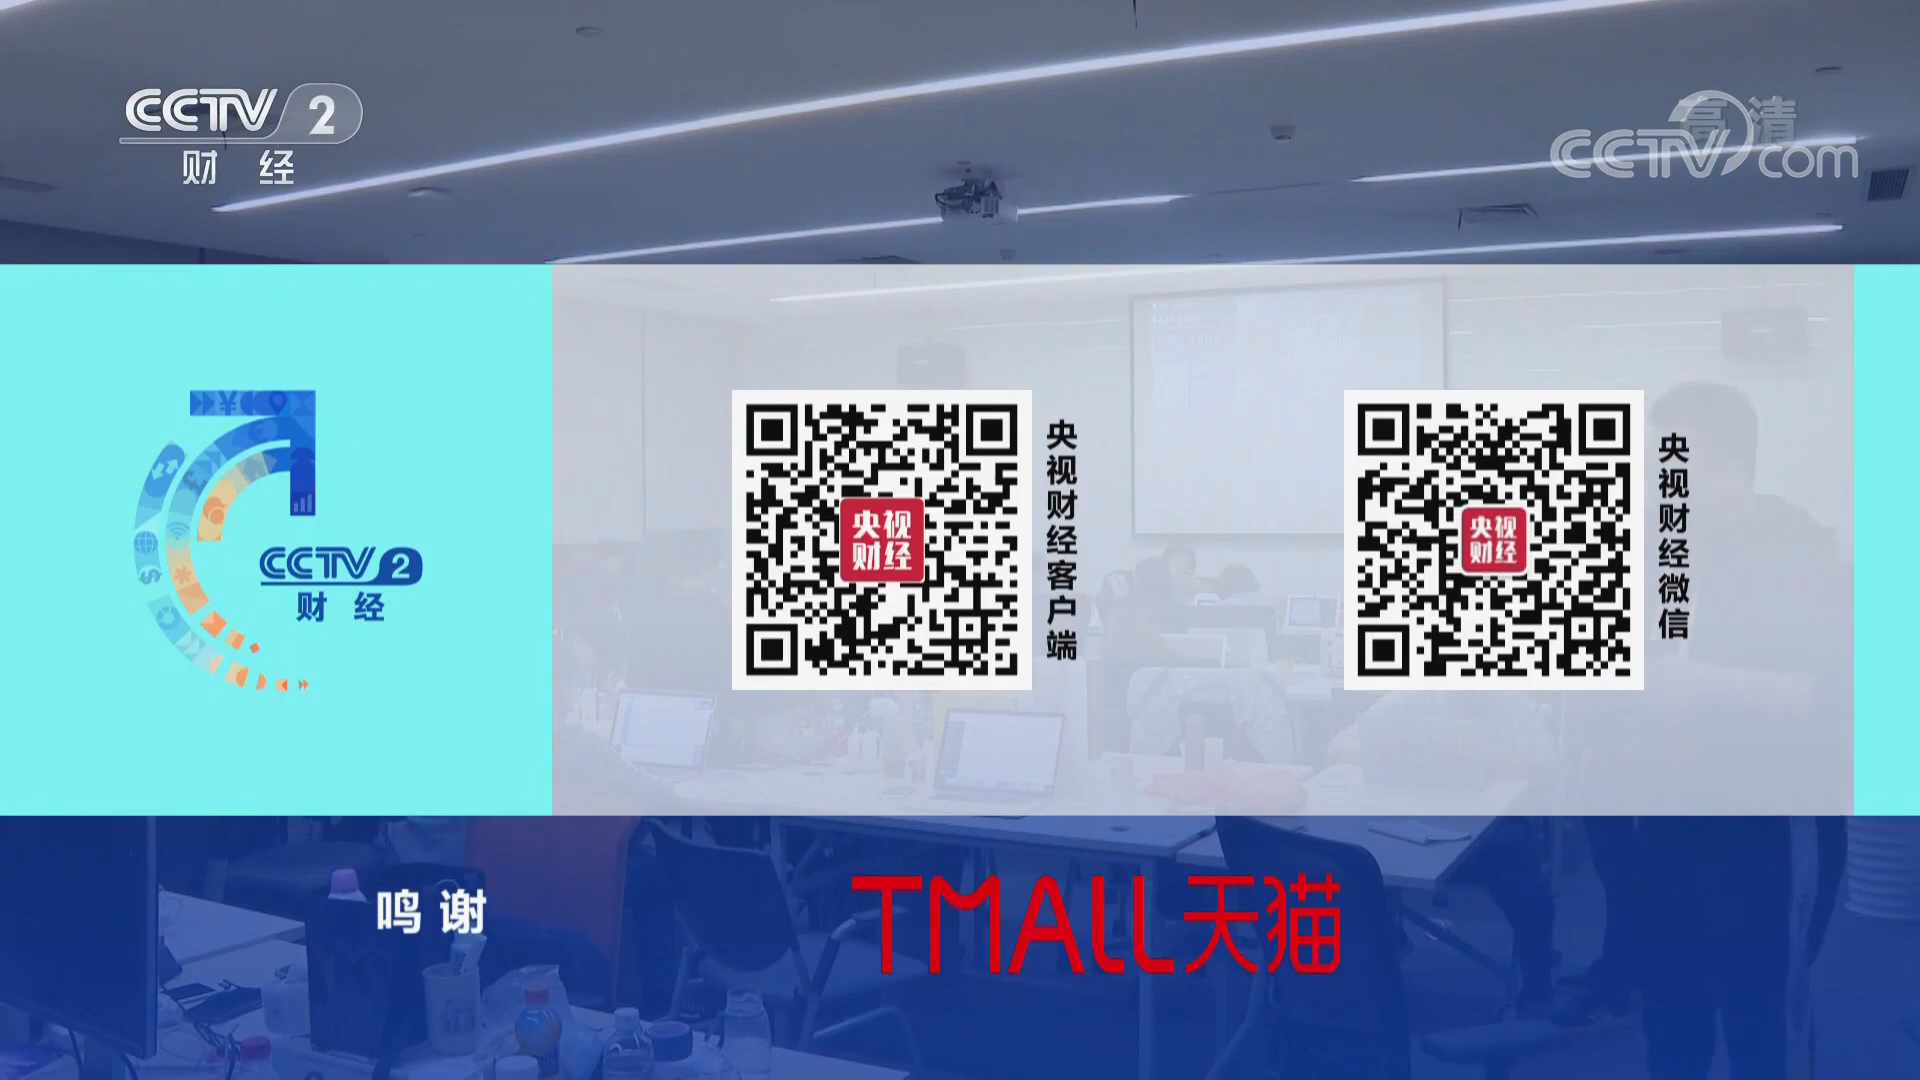 CCTV 2
财 经
高清
CCTV.com
CCTV 2
财 经
央视
财经
央视财经客户端
央视
财经
央视财经微信
鸣 谢
TMALL天猫